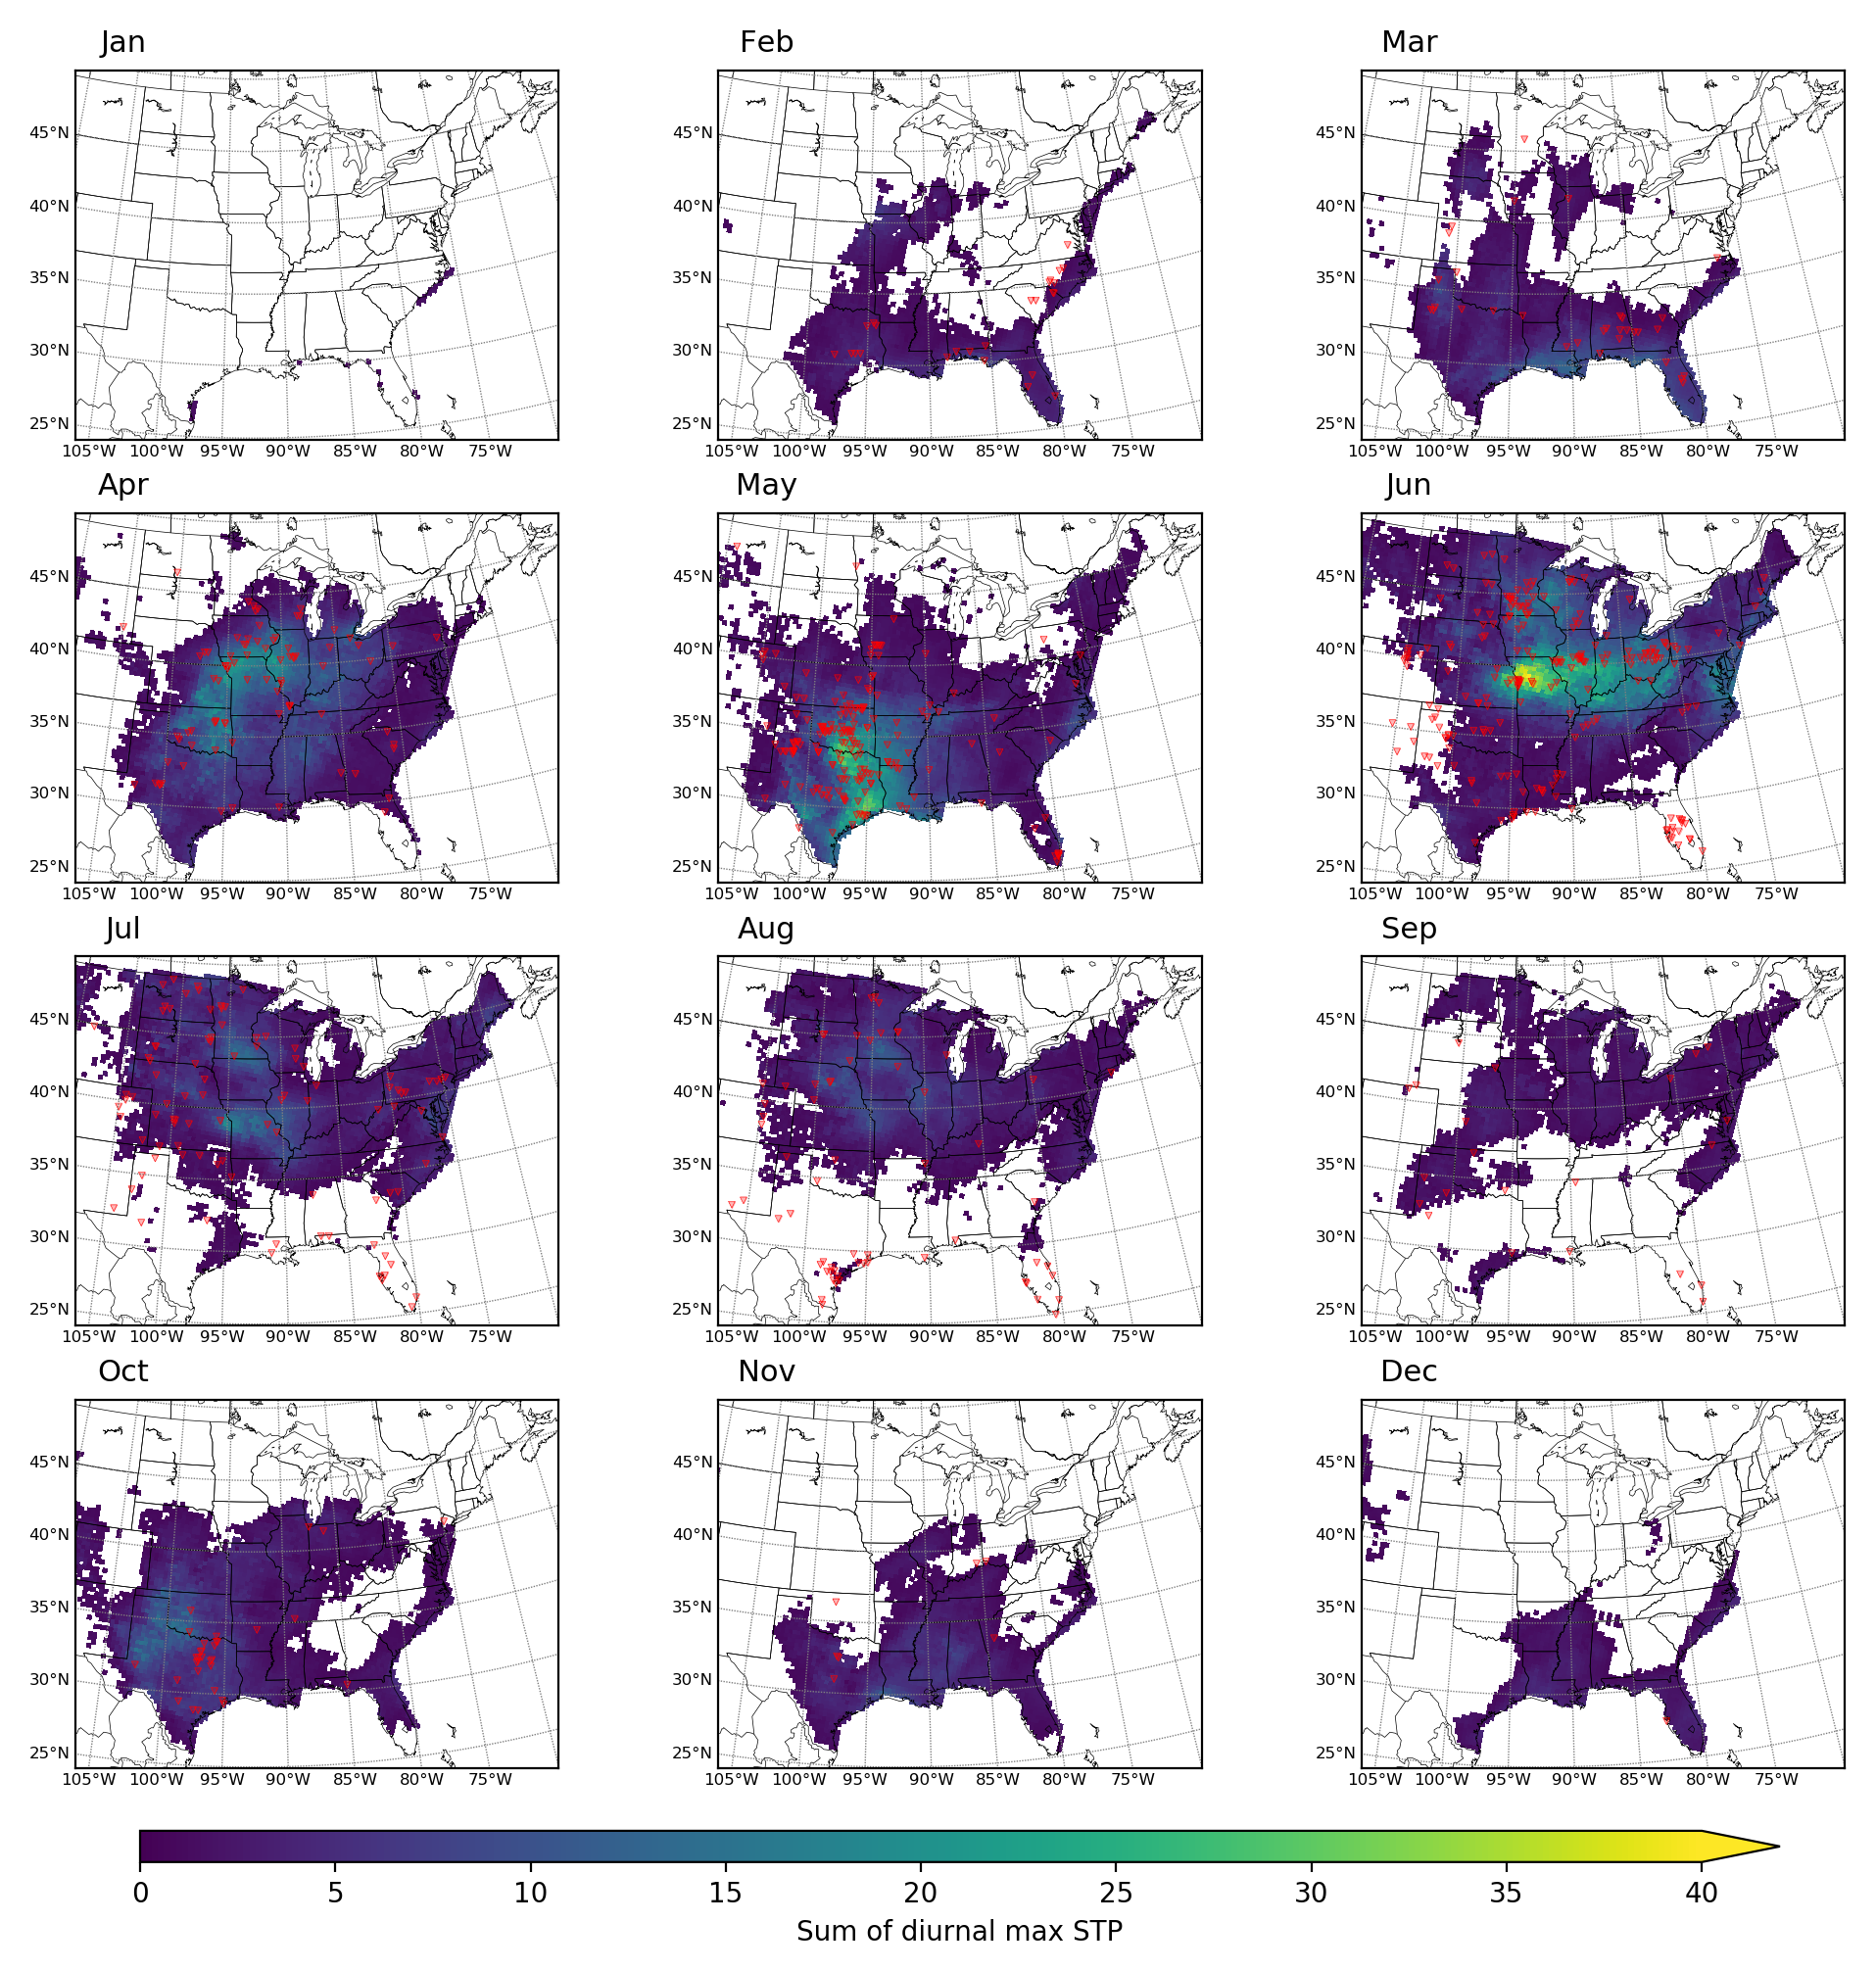 Jan Feb Mar
45°N 45°N 45°N
40°N 40°N 40°N
35°N 35°N 35°N
30°N 30°N 30°N
25°N 25°N 25°N
105°W 100°W 95°W 90°W 85°W 80°W 75°W 105°W 100°W 95°W 90°W 85°W 80°W 75°W 105°W 100°W 95°W 90°W 85°W 80°W 75°W
Apr May Jun
45°N 45°N 45°N
40°N 40°N 40°N
35°N 35°N 35°N
30°N 30°N 30°N
25°N 25°N 25°N
105°W 100°W 95°W 90°W 85°W 80°W 75°W 105°W 100°W 95°W 90°W 85°W 80°W 75°W 105°W 100°W 95°W 90°W 85°W 80°W 75°W
Jul Aug Sep
45°N 45°N 45°N
40°N 40°N 40°N
35°N 35°N 35°N
30°N 30°N 30°N
25°N 25°N 25°N
105°W 100°W 95°W 90°W 85°W 80°W 75°W 105°W 100°W 95°W 90°W 85°W 80°W 75°W 105°W 100°W 95°W 90°W 85°W 80°W 75°W
Oct Nov Dec
45°N 45°N 45°N
40°N 40°N 40°N
35°N 35°N 35°N
30°N 30°N 30°N
25°N 25°N 25°N
105°W 100°W 95°W 90°W 85°W 80°W 75°W 105°W 100°W 95°W 90°W 85°W 80°W 75°W 105°W 100°W 95°W 90°W 85°W 80°W 75°W
0 5 10 15 20 25 30 35 40
Sum of diurnal max STP